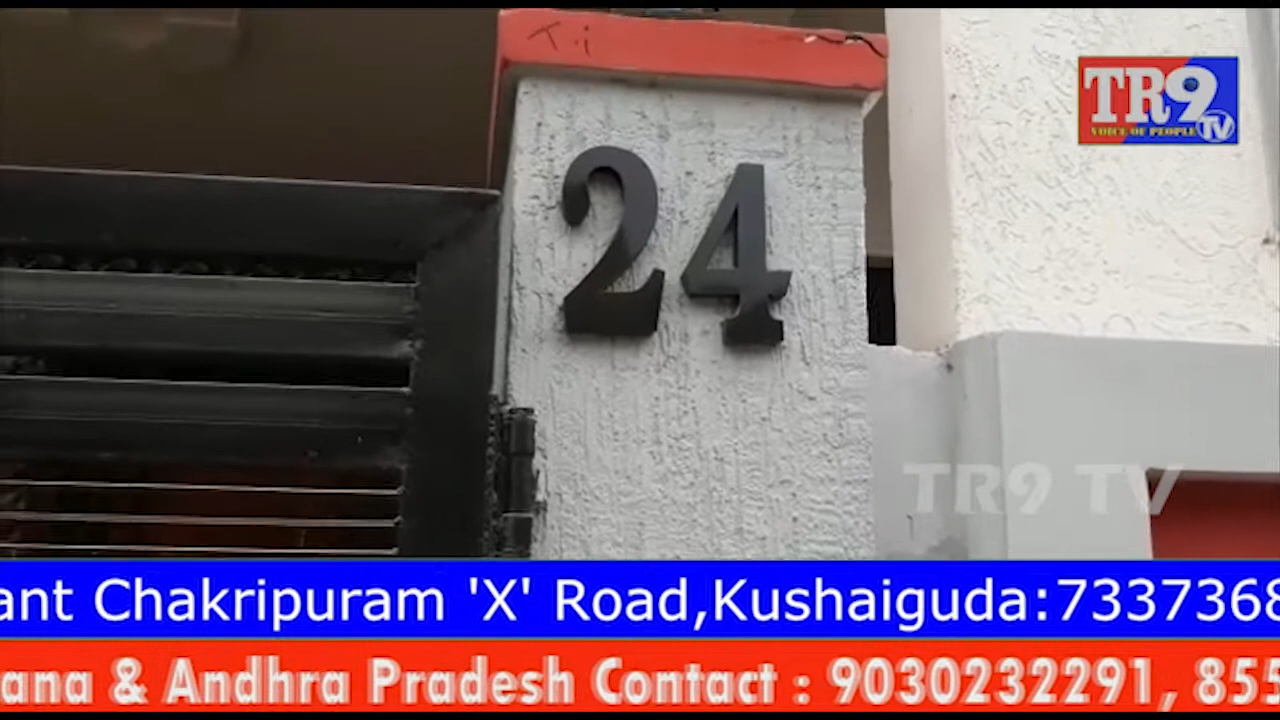 T.i
TR9
VOICE OF PEOPLE TV
24
TR9 TV
ant Chakripuram 'X' Road,Kushaiguda:7337368
ana & Andhra Pradesh Contact : 9030232291, 855